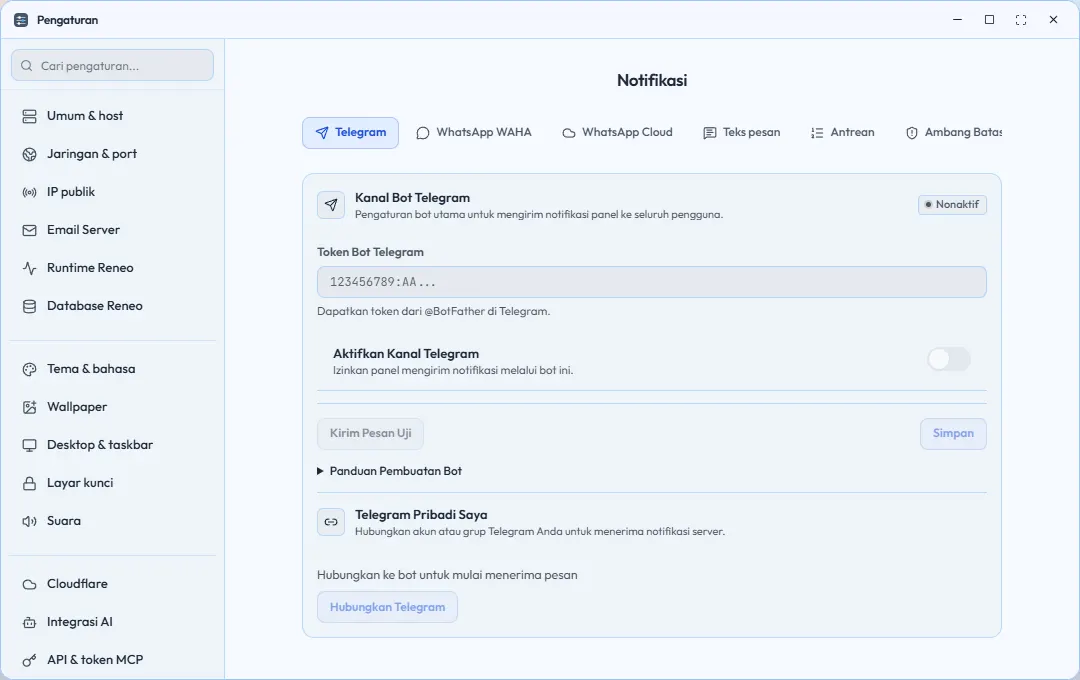 Pengaturan
Cari pengaturan...
Umum & host
Jaringan & port
IP publik
Email Server
Runtime Reneo
Database Reneo
Tema & bahasa
Wallpaper
Desktop & taskbar
Layar kunci
Suara
Cloudflare
Integrasi AI
API & token MCP
Notifikasi
Telegram
WhatsApp WAHA
WhatsApp Cloud
Teks pesan
Antrean
Ambang Batas
Kanal Bot Telegram
Pengaturan bot utama untuk mengirim notifikasi panel ke seluruh pengguna.
Nonaktif
Token Bot Telegram
123456789:AA...
Dapatkan token dari @BotFather di Telegram.
Aktifkan Kanal Telegram
Izinkan panel mengirim notifikasi melalui bot ini.
Kirim Pesan Uji
Simpan
Panduan Pembuatan Bot
Telegram Pribadi Saya
Hubungkan akun atau grup Telegram Anda untuk menerima notifikasi server.
Hubungkan ke bot untuk mulai menerima pesan
Hubungkan Telegram